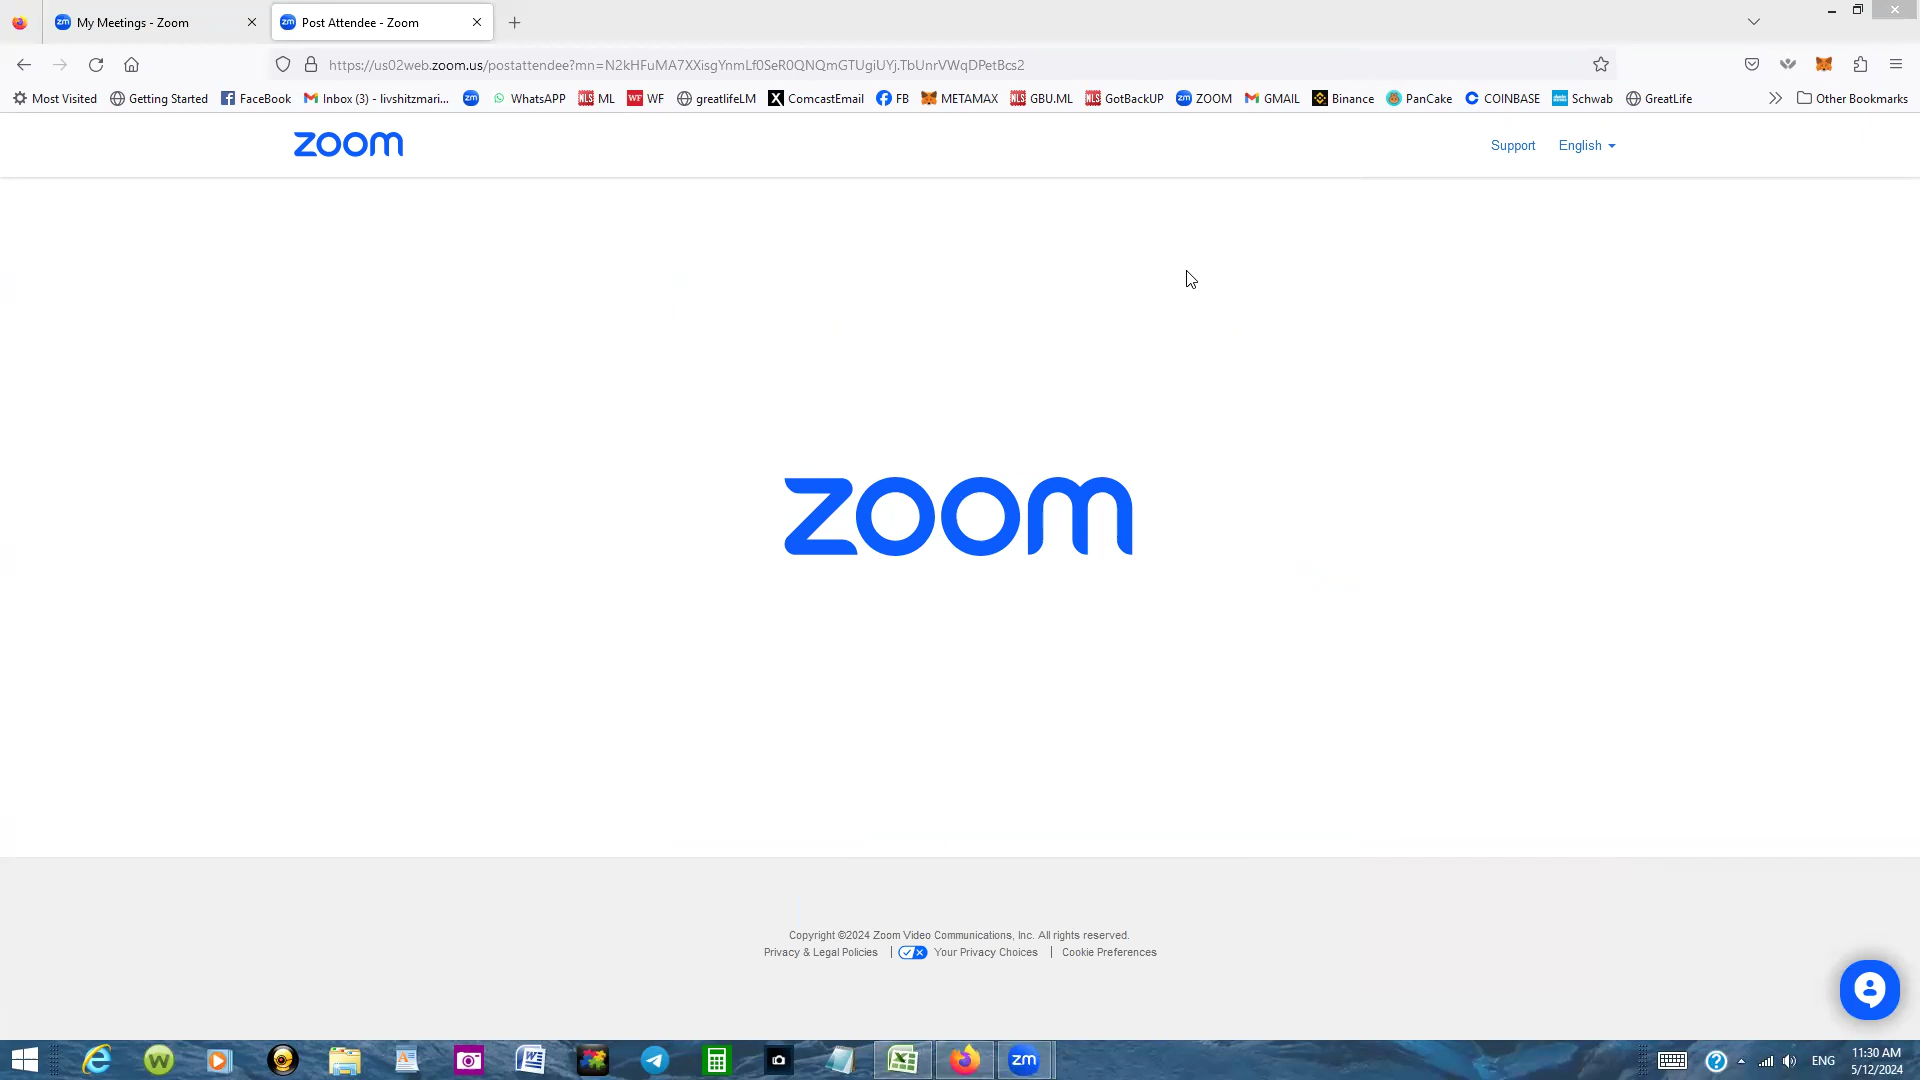 My Meetings - Zoom
Post Attendee - Zoom
https://us02web.zoom.us/postattendee?mn=N2kHFuMA7XXisgYnmLf0SeR0QNQmGTUgiUYj.TbUnrVWqDPetBcs2
Most Visited Getting Started FaceBook Inbox (3) - livshitzmari... WhatsAPP ML WF greatlifeLM ComcastEmail FB METAMAX GBU.ML GotBackUP ZOOM GMAIL Binance PanCake COINBASE Schwab GreatLife Other Bookmarks
zoom
Support English
zoom
Copyright ©2024 Zoom Video Communications, Inc. All rights reserved.
Privacy & Legal Policies | Your Privacy Choices | Cookie Preferences
zm
ENG
11:30 AM
5/12/2024